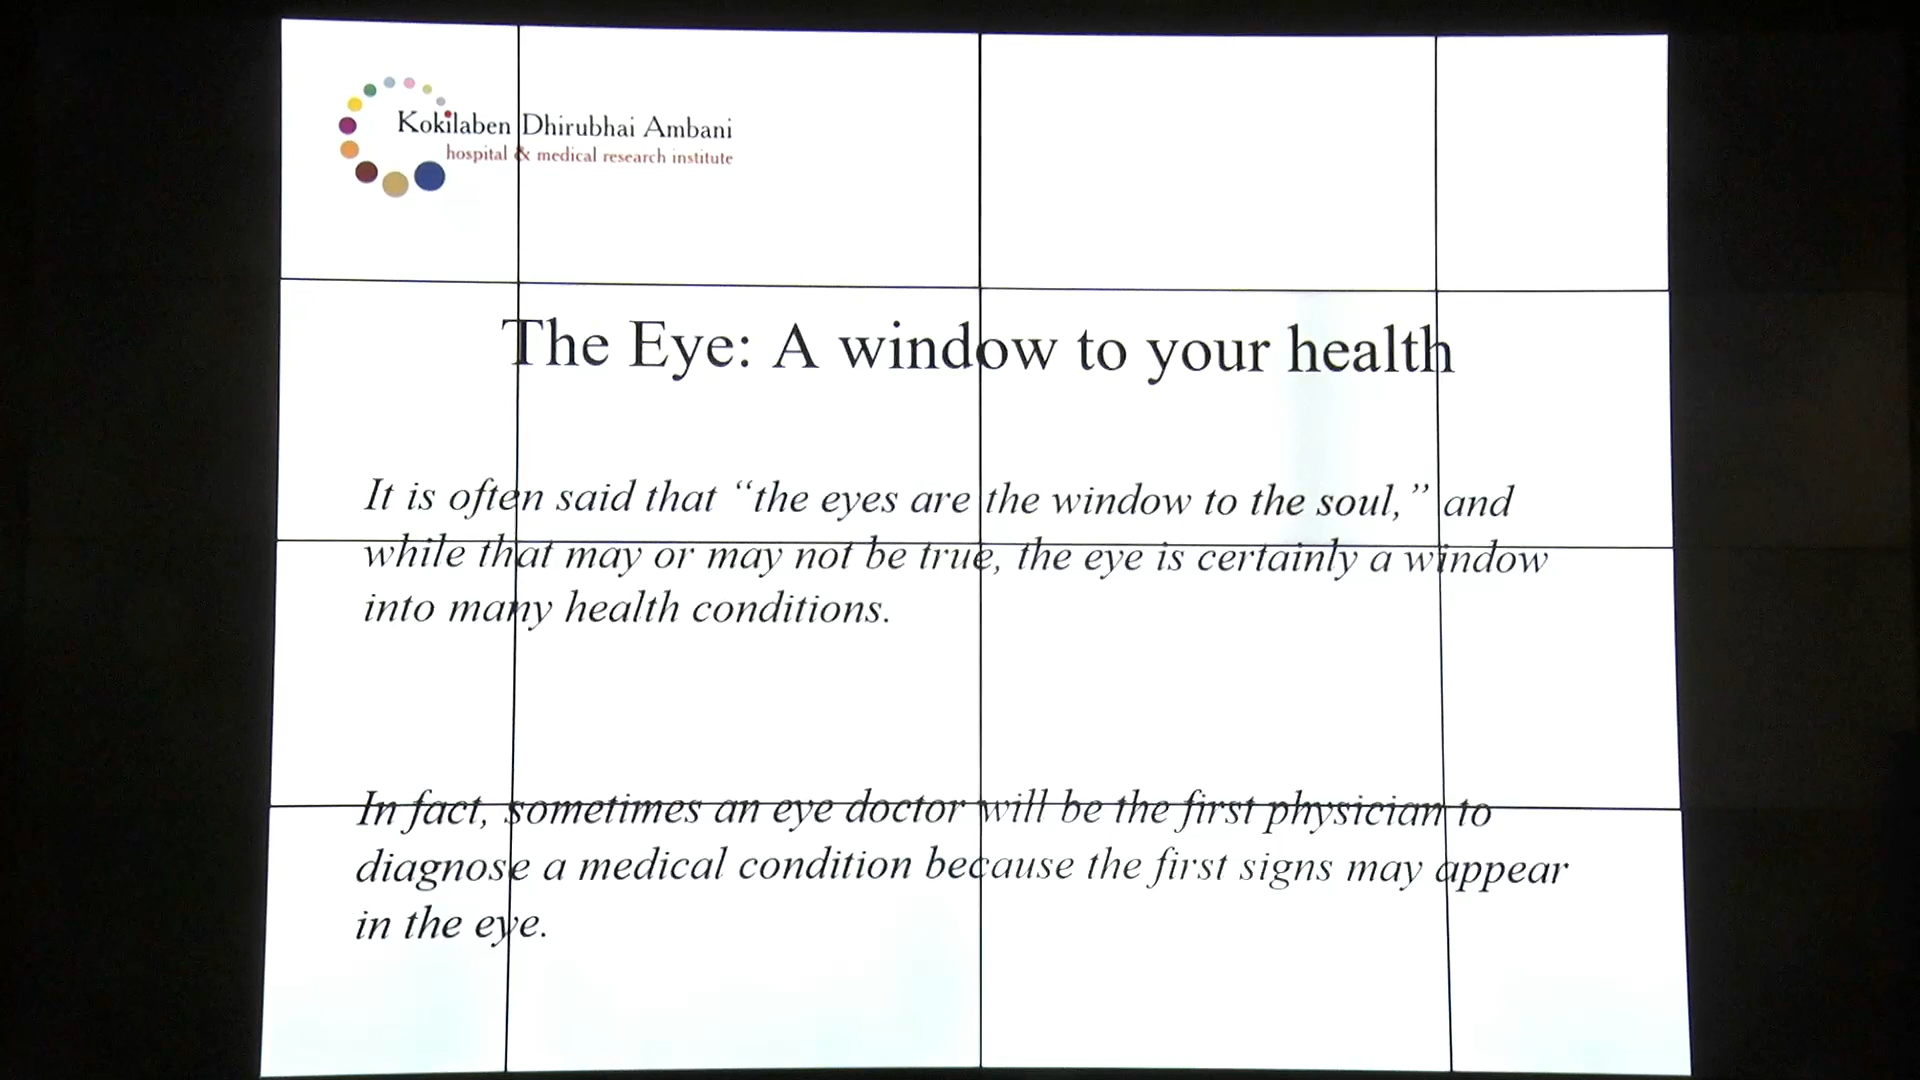 Kokilaben Dhirubhai Ambani
hospital & medical research institute
The Eye: A window to your health
It is often said that “the eyes are the window to the soul,” and
while that may or may not be true, the eye is certainly a window
into many health conditions.
In fact, sometimes an eye doctor will be the first physician to
diagnose a medical condition because the first signs may appear
in the eye.